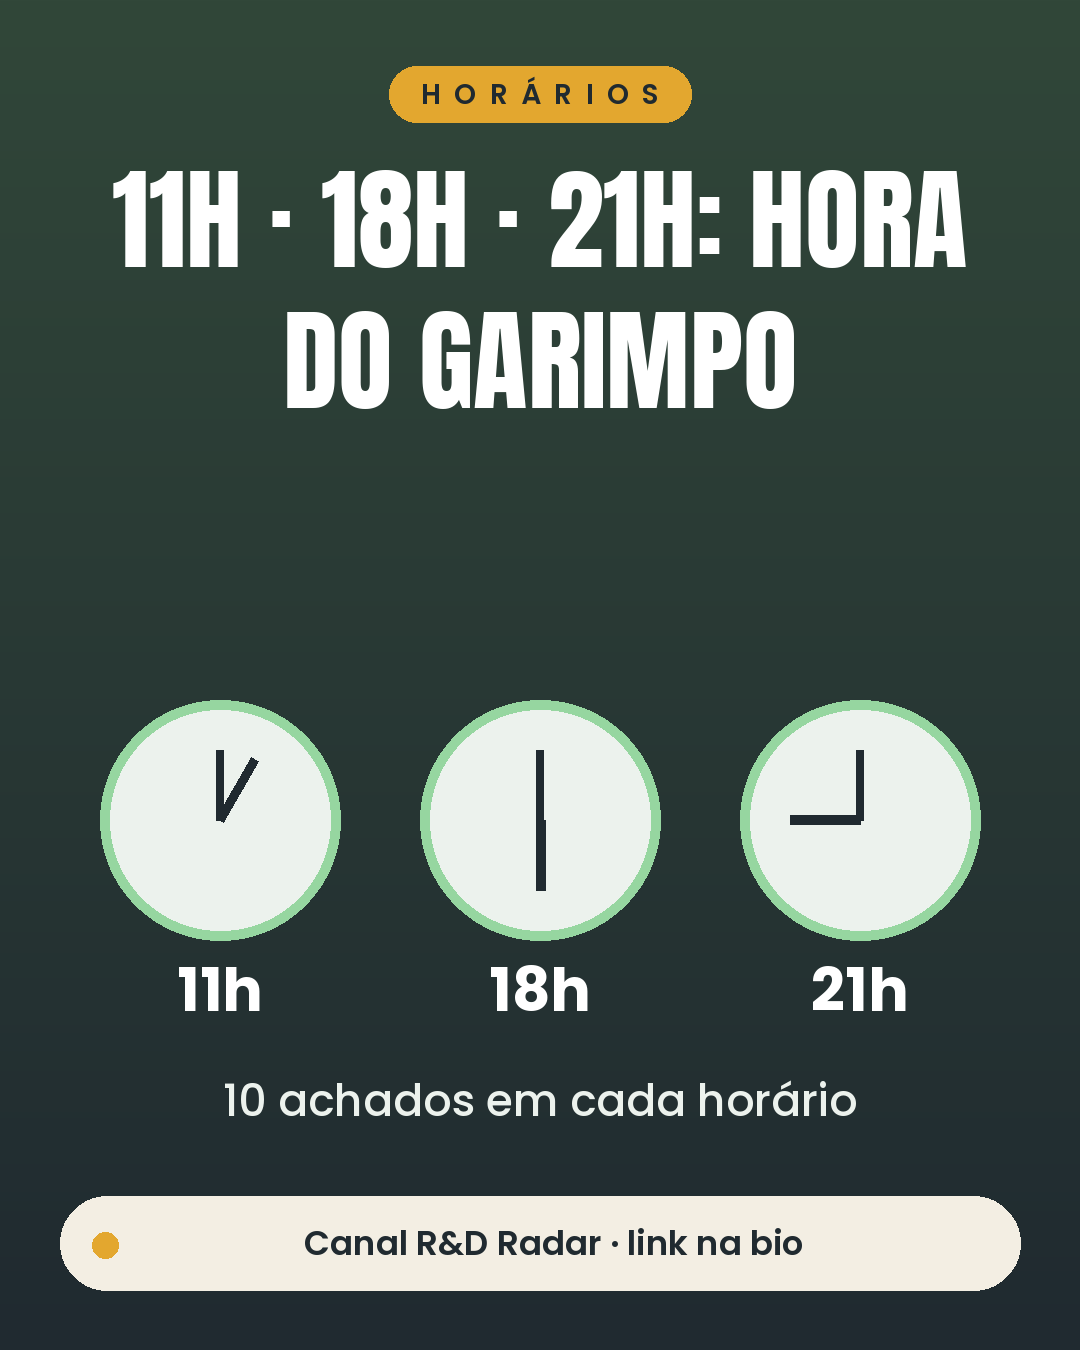 HORÁRIOS
11H · 18H · 21H: HORA
DO GARIMPO
11h 18h 21h
10 achados em cada horário
Canal R&D Radar · link na bio